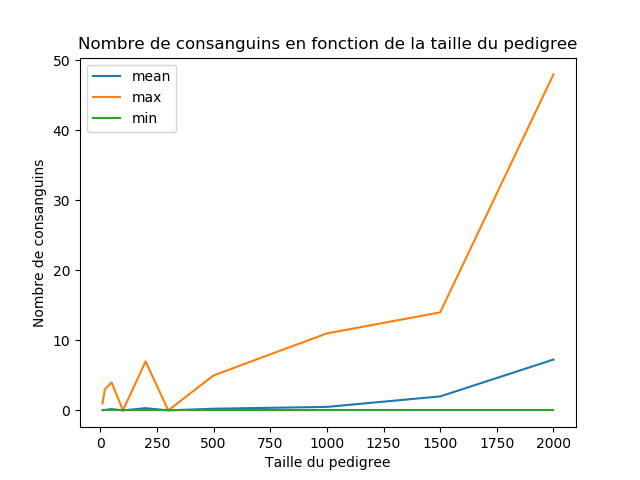 Nombre de consanguins en fonction de la taille du pedigree
mean
max
min
50
40
30
20
10
0
Nombre de consanguins
0
250
500
750
1000
1250
1500
1750
2000
Taille du pedigree